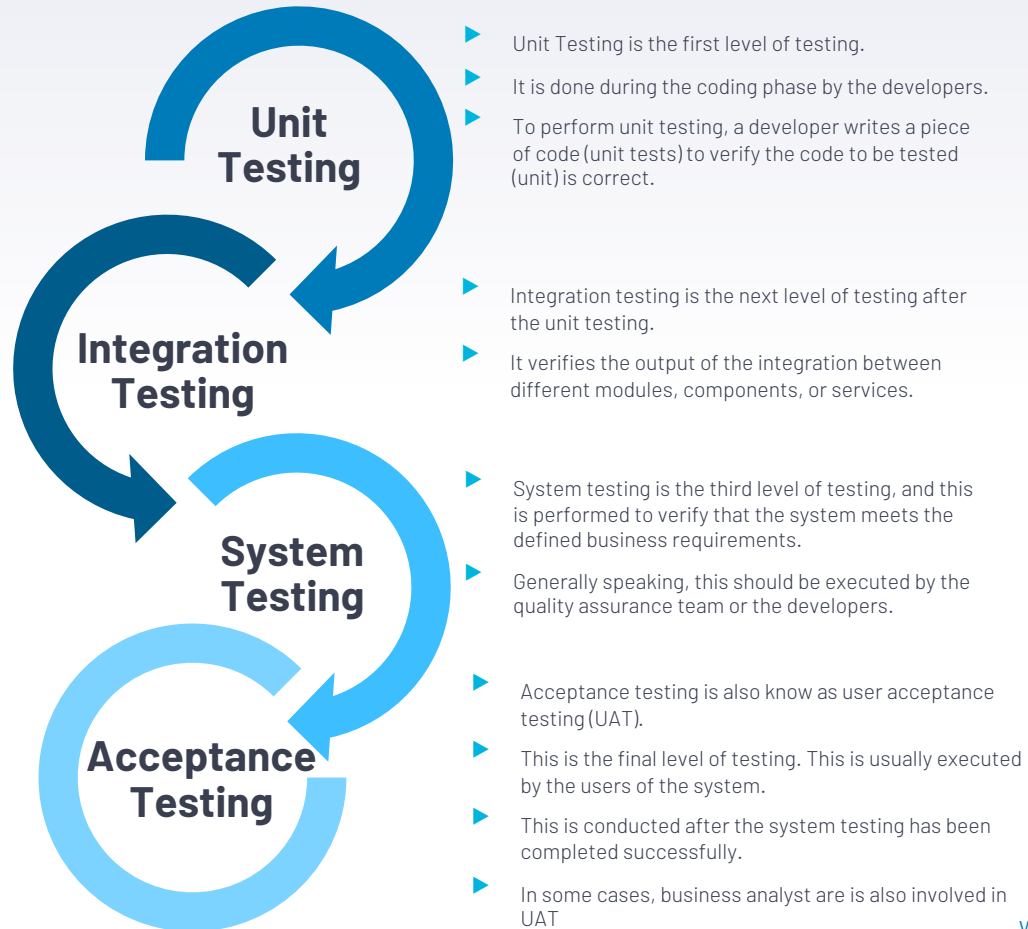 Unit
Testing
Unit Testing is the first level of testing.
It is done during the coding phase by the developers.
To perform unit testing, a developer writes a piece
of code (unit tests) to verify the code to be tested
(unit) is correct.
Integration
Testing
Integration testing is the next level of testing after
the unit testing.
It verifies the output of the integration between
different modules, components, or services.
System
Testing
System testing is the third level of testing, and this
is performed to verify that the system meets the
defined business requirements.
Generally speaking, this should be executed by the
quality assurance team or the developers.
Acceptance
Testing
Acceptance testing is also know as user acceptance
testing (UAT).
This is the final level of testing. This is usually executed
by the users of the system.
This is conducted after the system testing has been
completed successfully.
In some cases, business analyst are is also involved in
UAT